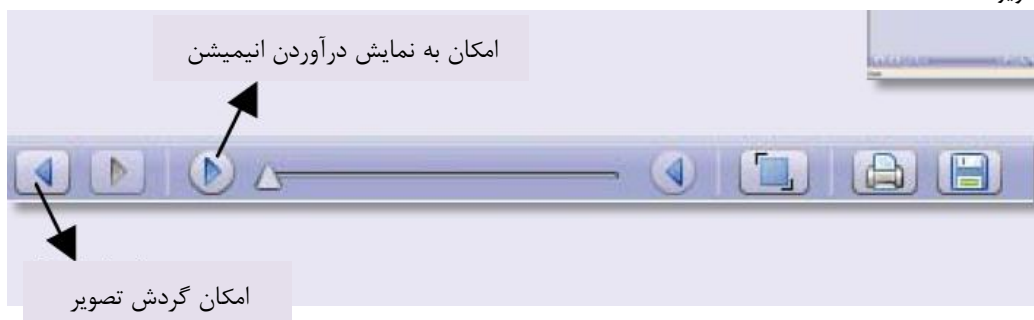 امکان به نمایش درآوردن انیمیشن
امکان گردش تصویر